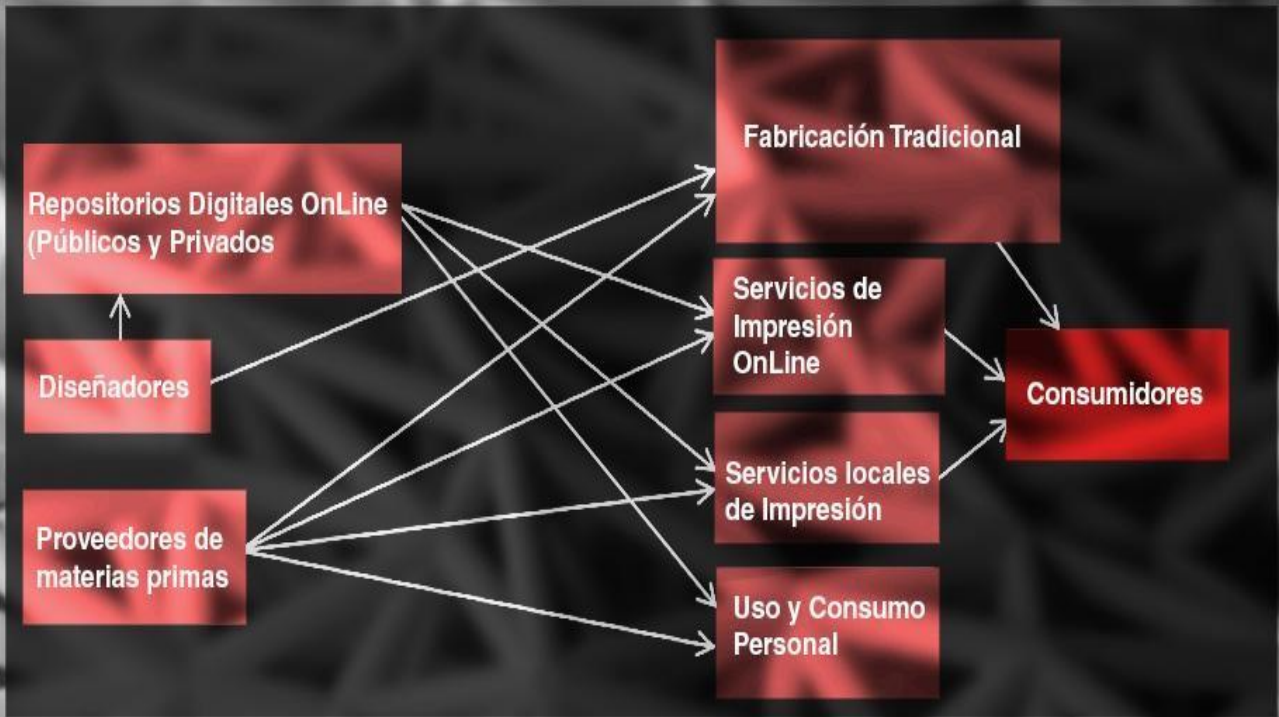 Repositorios Digitales OnLine
(Públicos y Privados
Diseñadores
Proveedores de
materias primas
Fabricación Tradicional
Servicios de
Impresión
OnLine
Servicios locales
de Impresión
Uso y Consumo
Personal
Consumidores